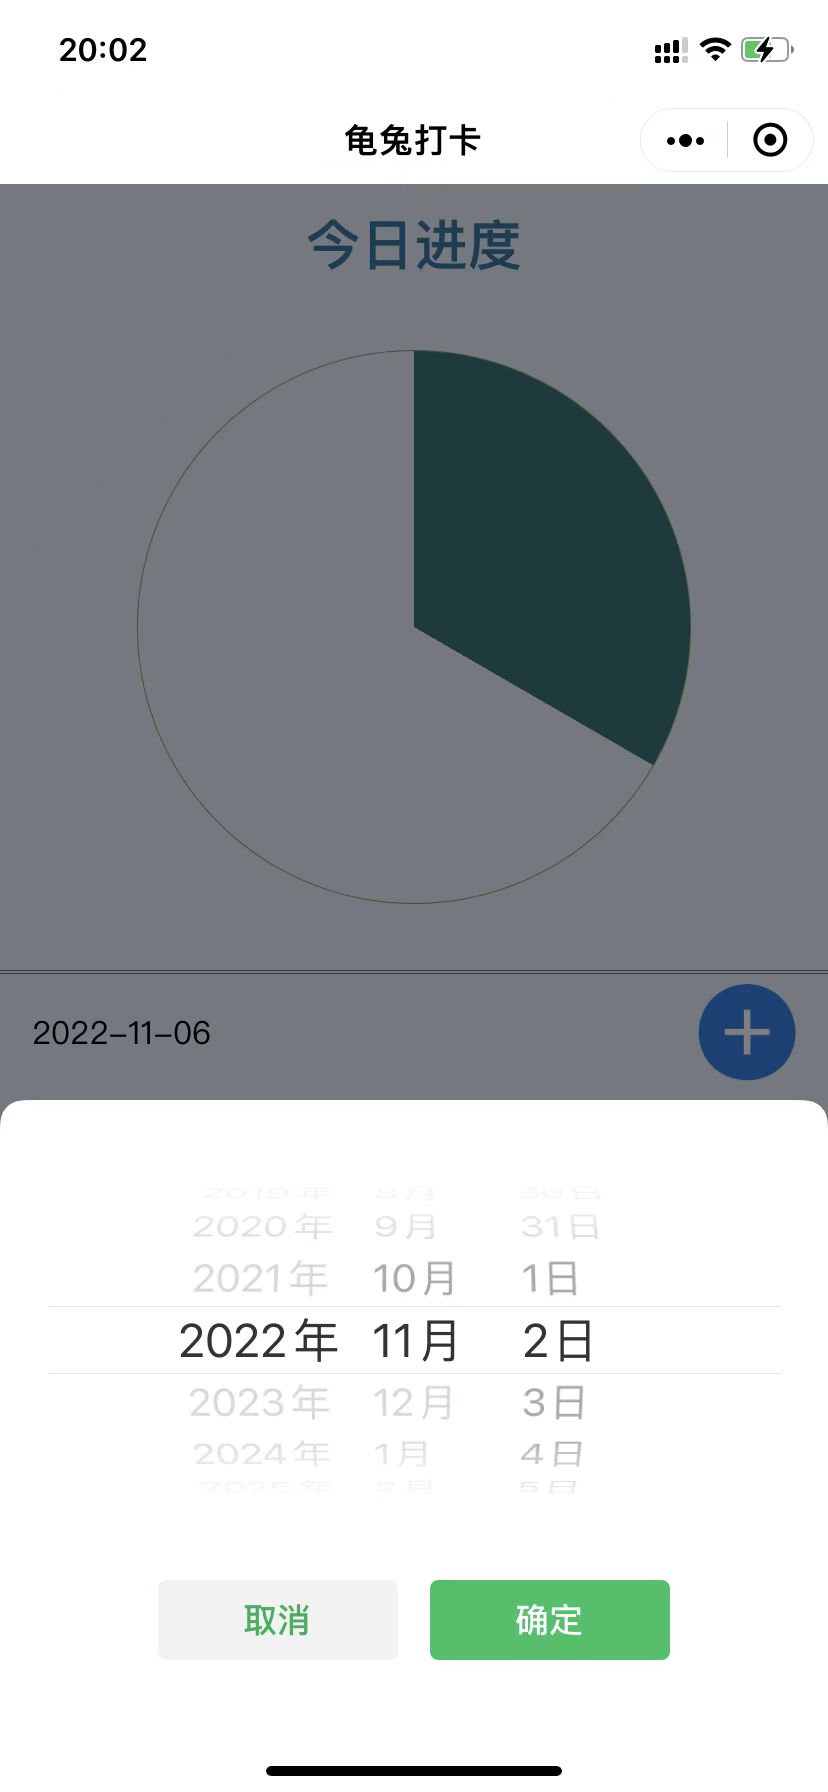 20:02
龟兔打卡
今日进度
2022-11-06
2019年 8月 30日
2020年 9月 31日
2021年 10月 1日
2022年 11月 2日
2023年 12月 3日
2024年 1月 4日
2025年 2月 5日
取消 确定